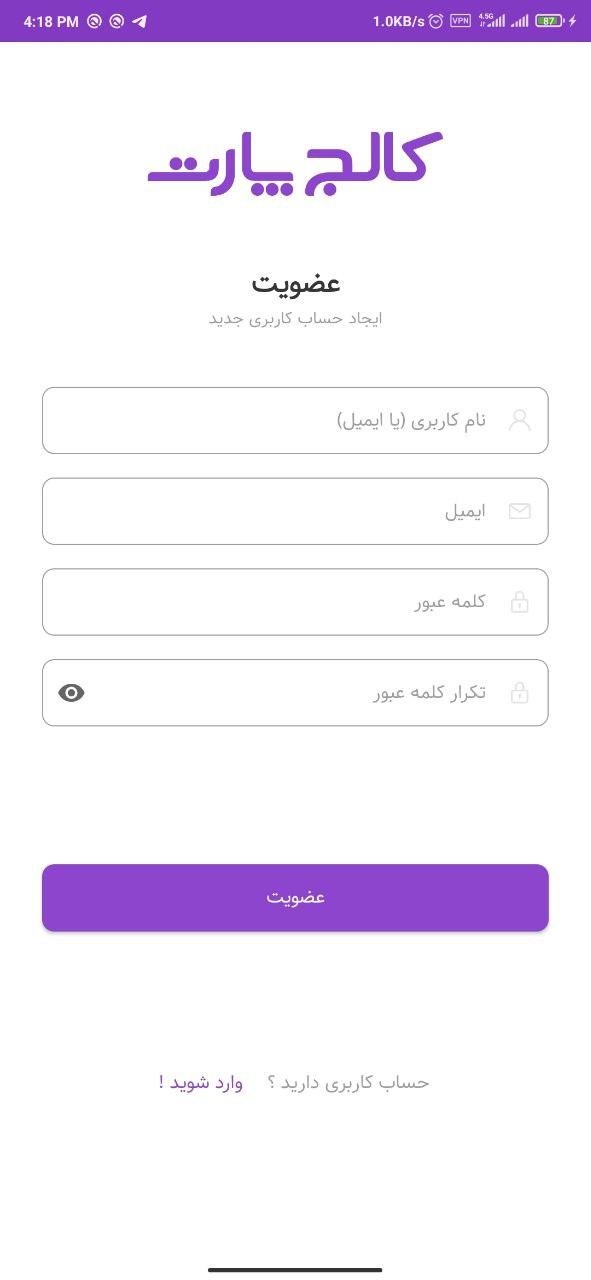 4:18 PM 1.0KB/s VPN 4.5G 87
کالج پارت
عضویت
ایجاد حساب کاربری جدید
نام کاربری (یا ایمیل)
ایمیل
کلمه عبور
تکرار کلمه عبور
عضویت
حساب کاربری دارید ؟ وارد شوید !